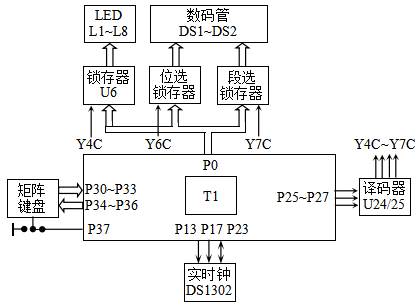 LED
L1~L8
数码管
DS1~DS2
锁存器
U6
位选
锁存器
段选
锁存器
Y4C
Y6C
Y7C
Y4C~Y7C
P0
矩阵
键盘
P30~P33
P34~P36
P37
T1
P25~P27
译码器
U24/25
P13 P17 P23
实时钟
DS1302